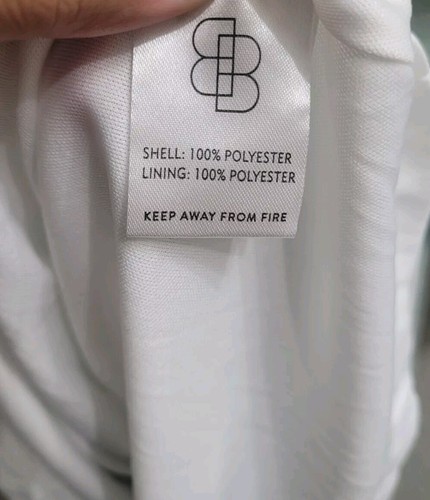 SHELL: 100% POLYESTER
LINING: 100% POLYESTER
KEEP AWAY FROM FIRE